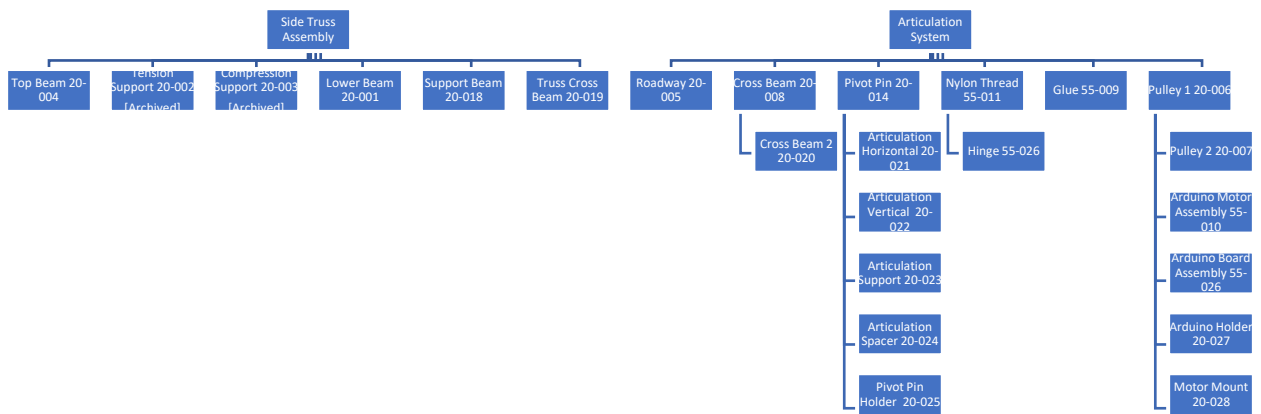 Side Truss
Assembly
Articulation
System
Top Beam 20-
004
Tension
Support 20-002
[Archived]
Compression
Support 20-003
[Archived]
Lower Beam
20-001
Support Beam
20-018
Truss Cross
Beam 20-019
Roadway 20-
005
Cross Beam 20-
008
Pivot Pin 20-
014
Nylon Thread
55-011
Glue 55-009
Pulley 1 20-006
Cross Beam 2
20-020
Articulation
Horizontal 20-
021
Hinge 55-026
Pulley 2 20-007
Articulation
Vertical 20-
022
Arduino Motor
Assembly 55-
010
Articulation
Support 20-023
Arduino Board
Assembly 55-
026
Articulation
Spacer 20-024
Arduino Holder
20-027
Pivot Pin
Holder 20-025
Motor Mount
20-028